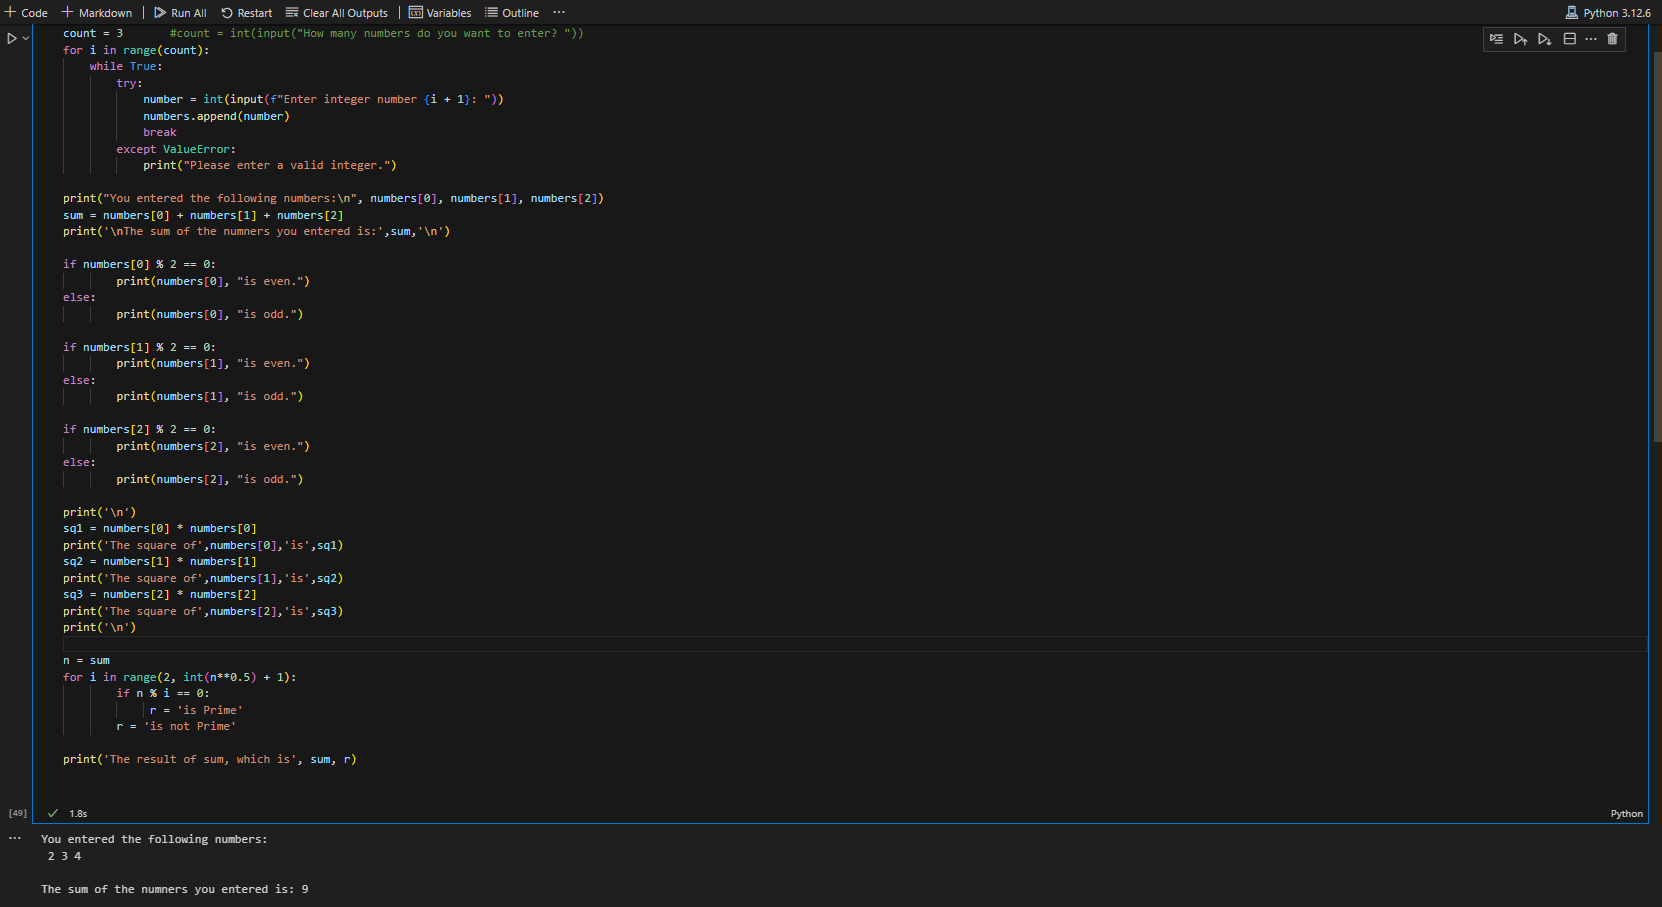 Code Markdown Run All Restart Clear All Outputs Variables Outline ... Python 3.12.6
count = 3       #count = int(input("How many numbers do you want to enter? "))
for i in range(count):
    while True:
        try:
            number = int(input(f"Enter integer number {i + 1}: "))
            numbers.append(number)
            break
        except ValueError:
            print("Please enter a valid integer.")
print("You entered the following numbers:\n", numbers[0], numbers[1], numbers[2])
sum = numbers[0] + numbers[1] + numbers[2]
print('\nThe sum of the numners you entered is:',sum,'\n')
if numbers[0] % 2 == 0:
        print(numbers[0], "is even.")
else:
        print(numbers[0], "is odd.")
if numbers[1] % 2 == 0:
        print(numbers[1], "is even.")
else:
        print(numbers[1], "is odd.")
if numbers[2] % 2 == 0:
        print(numbers[2], "is even.")
else:
        print(numbers[2], "is odd.")
print('\n')
sq1 = numbers[0] * numbers[0]
print('The square of',numbers[0],'is',sq1)
sq2 = numbers[1] * numbers[1]
print('The square of',numbers[1],'is',sq2)
sq3 = numbers[2] * numbers[2]
print('The square of',numbers[2],'is',sq3)
print('\n')
n = sum
for i in range(2, int(n**0.5) + 1):
        if n % i == 0:
             r = 'is Prime'
        r = 'is not Prime'
print('The result of sum, which is', sum, r)
[49] 1.8s Python
... You entered the following numbers:
 2 3 4
The sum of the numners you entered is: 9